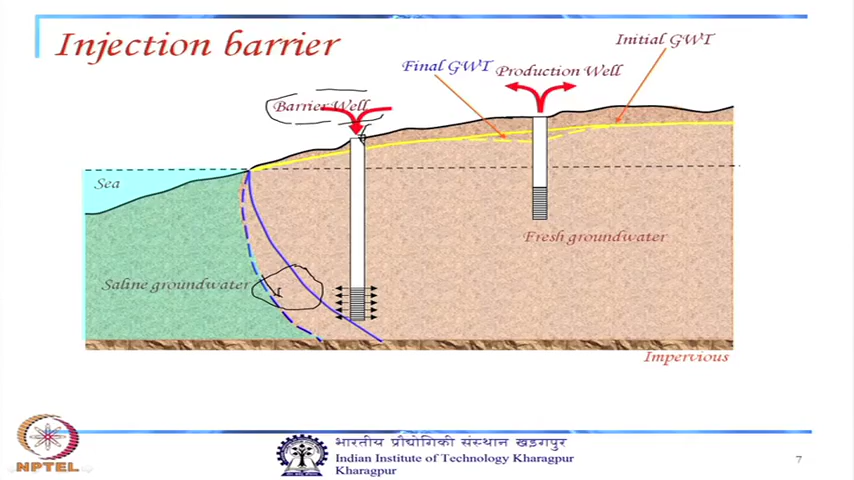 Injection barrier
Initial GWT
Final GWT
Production Well
Barrier Well
Sea
Fresh groundwater
Saline groundwater
Impervious
NPTEL
भारतीय प्रौद्योगिकी संस्थान खड़गपुर
Indian Institute of Technology Kharagpur
Kharagpur
7